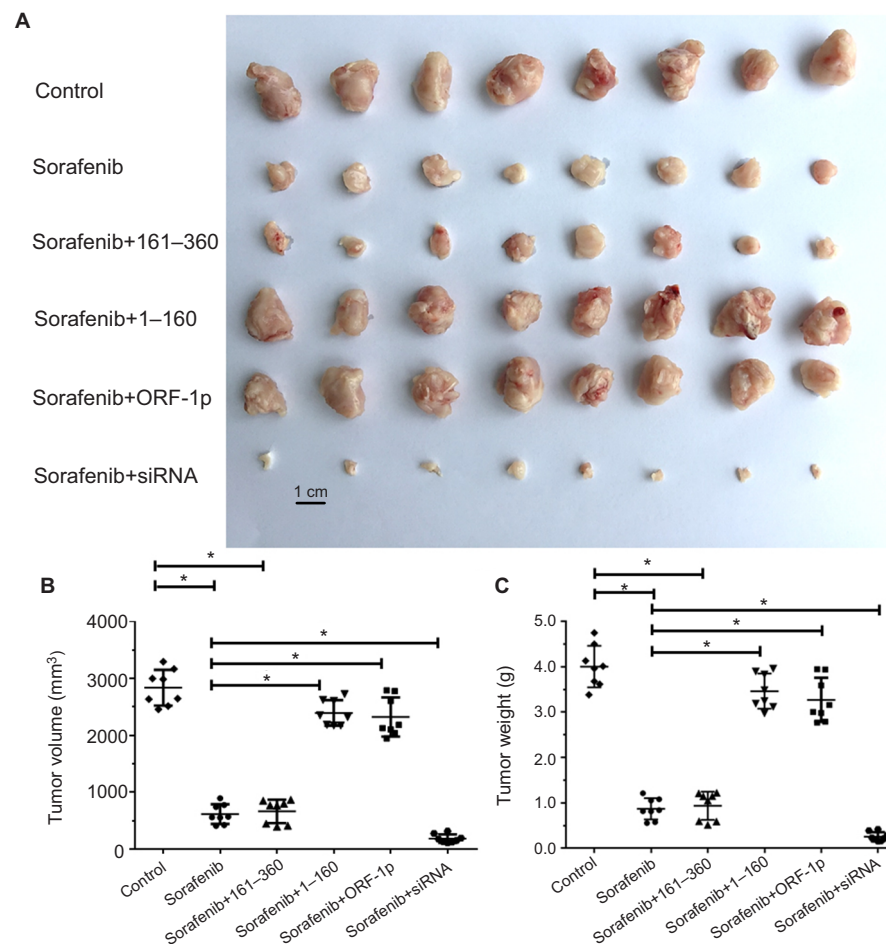 A
Control
Sorafenib
Sorafenib+161–360
Sorafenib+1–160
Sorafenib+ORF-1p
Sorafenib+siRNA
1 cm
B
*
*
*
*
*
4000
3000
2000
1000
0
Tumor volume (mm³)
Control
Sorafenib
Sorafenib+161–360
Sorafenib+1–160
Sorafenib+ORF-1p
Sorafenib+siRNA
C
*
*
*
*
*
5.0
4.0
3.0
2.0
1.0
0.0
Tumor weight (g)
Control
Sorafenib
Sorafenib+161–360
Sorafenib+1–160
Sorafenib+ORF-1p
Sorafenib+siRNA